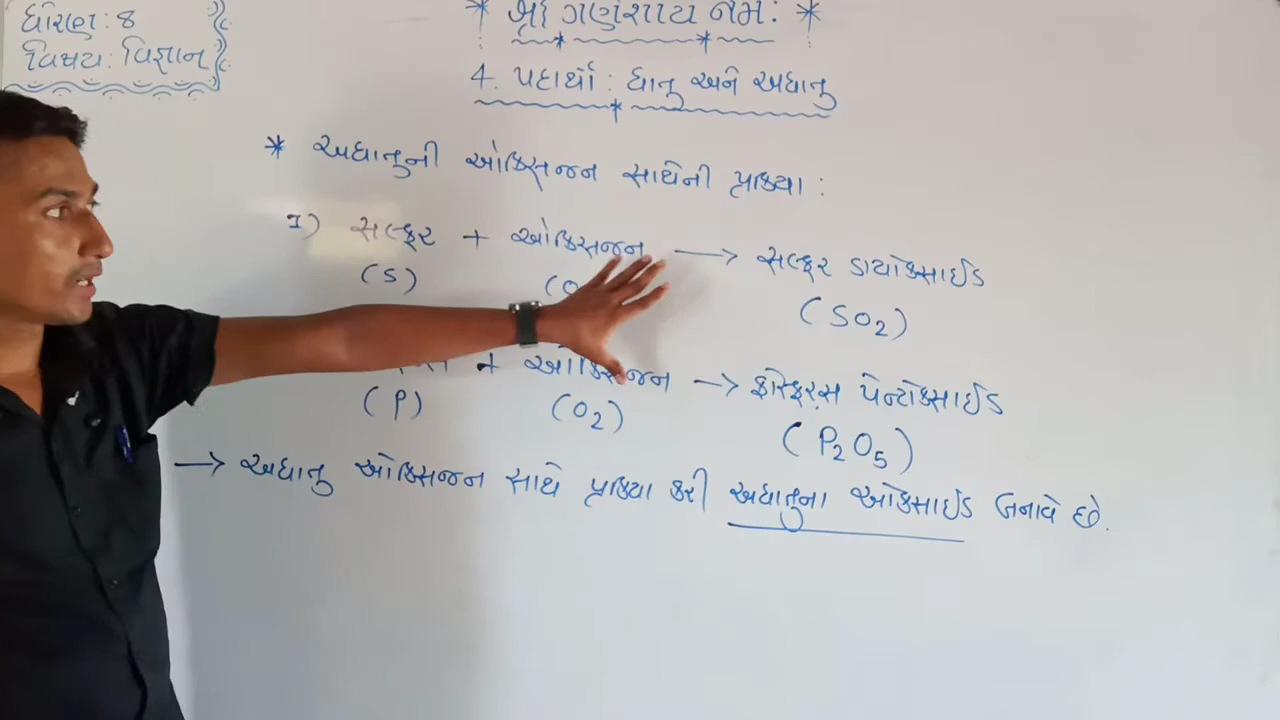 ધોરણ : ૪
વિષય : વિજ્ઞાન
* શ્રી ગણેશાય નમઃ *
4. પદાર્થો : ધાતુ અને અધાતુ
* અધાતુની ઓક્સિજન સાથેની પ્રક્રિયા :
1) સલ્ફર + ઓક્સિજન → સલ્ફર ડાયોક્સાઈડ
(S) (O (SO₂)
+ ઓક્સિજન → ફોસ્ફરસ પેન્ટોક્સાઈડ
(P) (O₂) (P₂O₅)
→ અધાતુ ઓક્સિજન સાથે પ્રક્રિયા કરી અધાતુના ઓક્સાઈડ બનાવે છે.